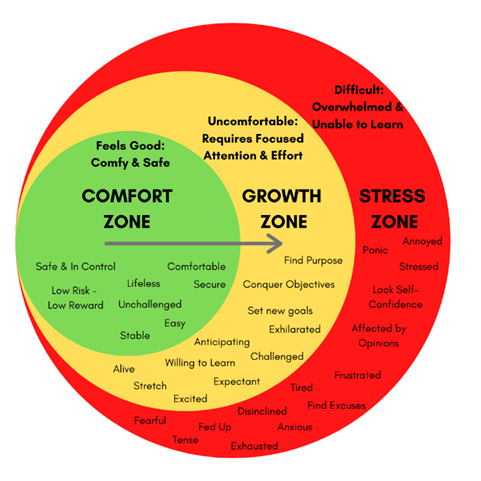 Difficult:
Overwhelmed &
Unable to Learn
Uncomfortable:
Requires Focused
Attention & Effort
Feels Good:
Comfy & Safe
COMFORT
ZONE
GROWTH
ZONE
STRESS
ZONE
Safe & In Control
Comfortable
Lifeless
Secure
Low Risk -
Low Reward
Unchallenged
Easy
Stable
Find Purpose
Conquer Objectives
Set new goals
Exhilarated
Anticipating
Challenged
Willing to Learn
Alive
Expectant
Stretch
Excited
Annoyed
Panic
Stressed
Lack Self-
Confidence
Affected by
Opinions
Frustrated
Tired
Find Excuses
Disinclined
Fearful
Fed Up
Anxious
Tense
Exhausted